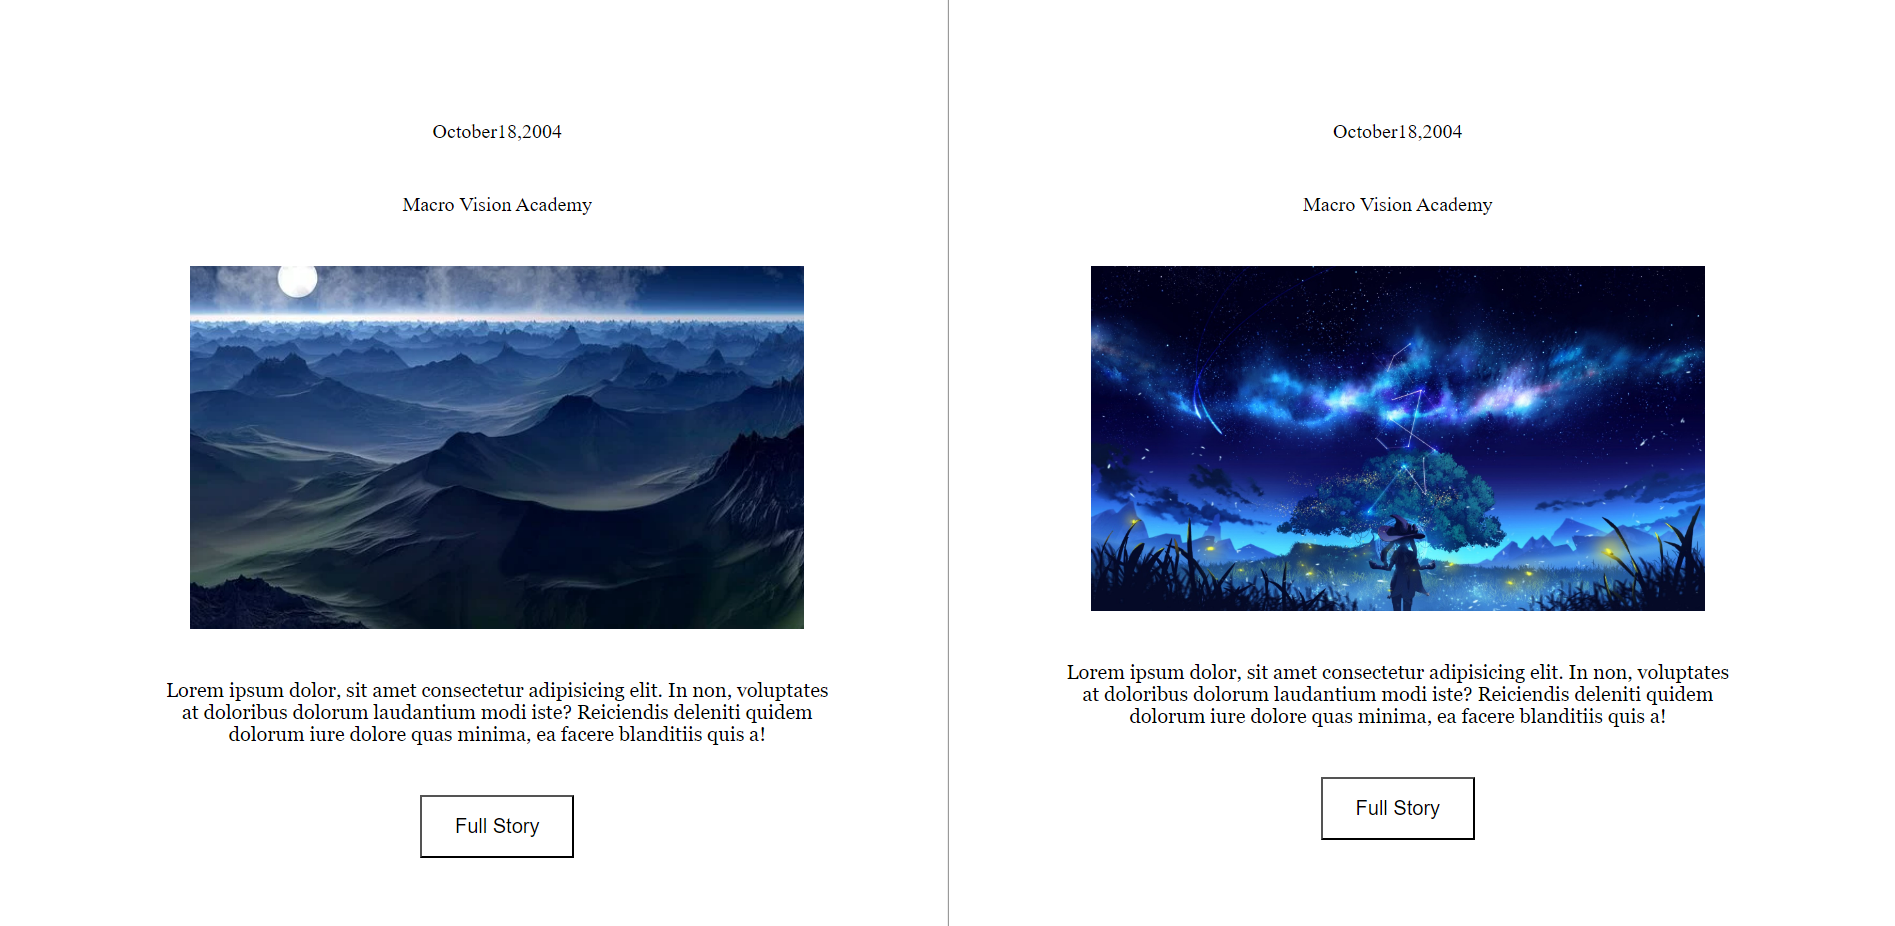 October18,2004
Macro Vision Academy
Lorem ipsum dolor, sit amet consectetur adipisicing elit. In non, voluptates
at doloribus dolorum laudantium modi iste? Reiciendis deleniti quidem
dolorum iure dolore quas minima, ea facere blanditiis quis a!
Full Story
October18,2004
Macro Vision Academy
Lorem ipsum dolor, sit amet consectetur adipisicing elit. In non, voluptates
at doloribus dolorum laudantium modi iste? Reiciendis deleniti quidem
dolorum iure dolore quas minima, ea facere blanditiis quis a!
Full Story